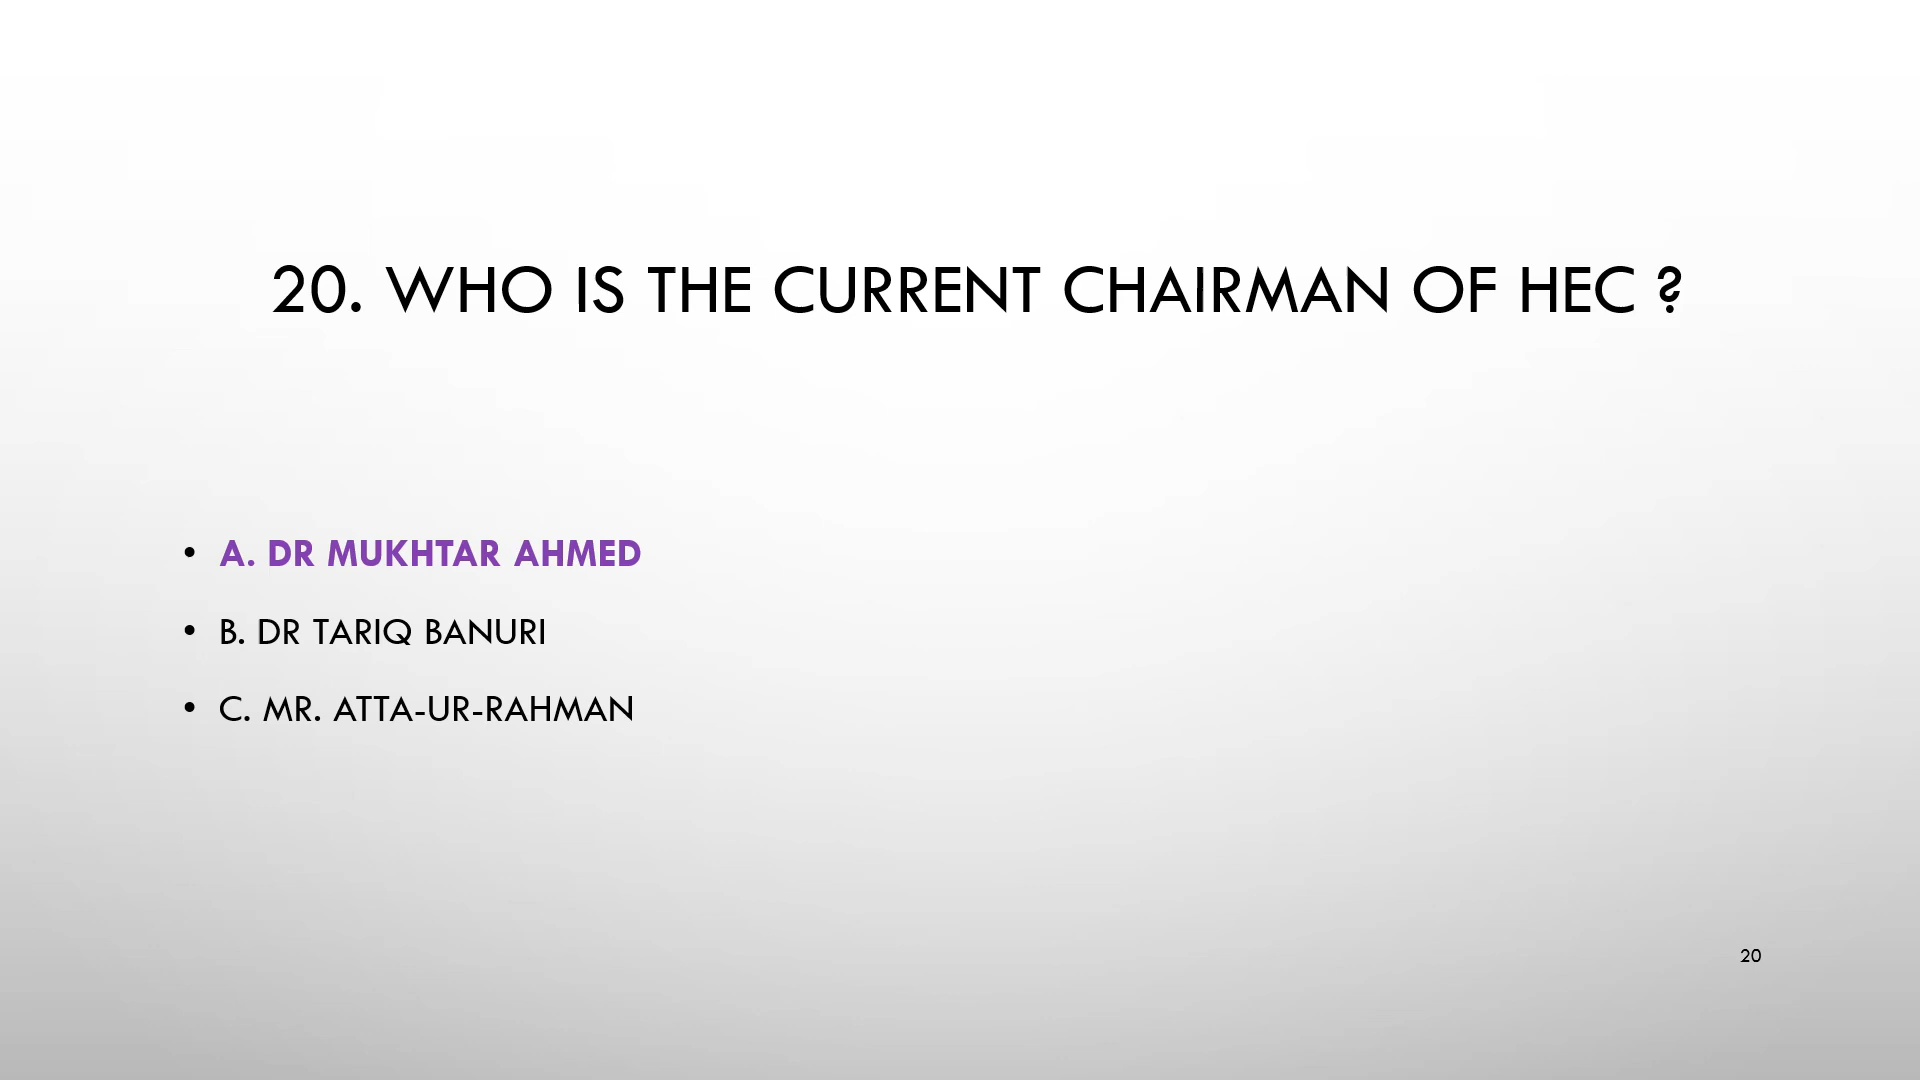 20. WHO IS THE CURRENT CHAIRMAN OF HEC ?
• A. DR MUKHTAR AHMED
• B. DR TARIQ BANURI
• C. MR. ATTA-UR-RAHMAN
20